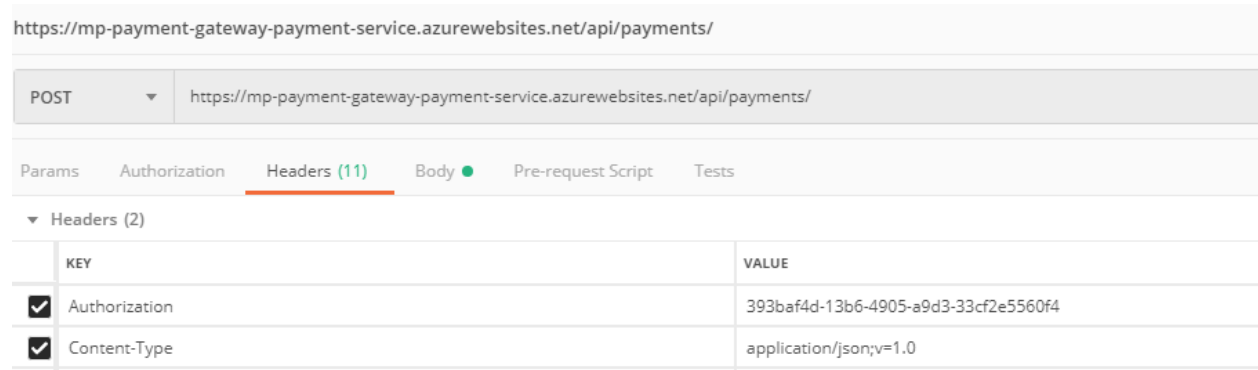 https://mp-payment-gateway-payment-service.azurewebsites.net/api/payments/
POST https://mp-payment-gateway-payment-service.azurewebsites.net/api/payments/
Params Authorization Headers (11) Body Pre-request Script Tests
Headers (2)
KEY VALUE
Authorization 393baf4d-13b6-4905-a9d3-33cf2e5560f4
Content-Type application/json;v=1.0